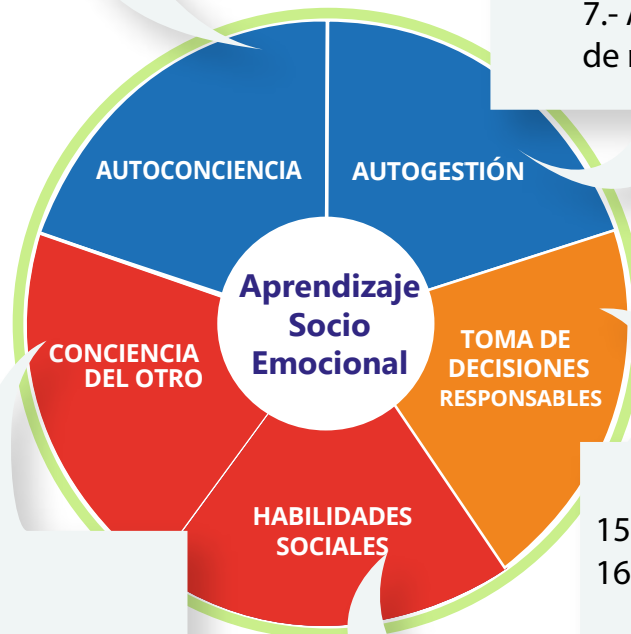 7.-
de
AUTOCONCIENCIA
AUTOGESTIÓN
Aprendizaje
Socio
Emocional
CONCIENCIA
DEL OTRO
TOMA DE
DECISIONES
RESPONSABLES
HABILIDADES
SOCIALES
15
16